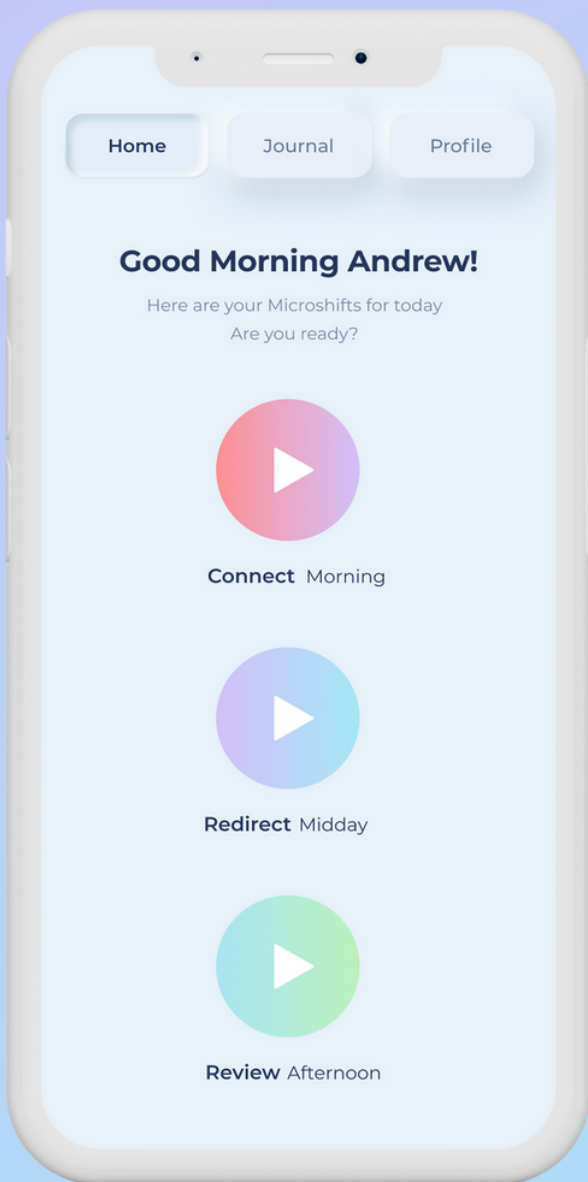 Home Journal Profile
Good Morning Andrew!
Here are your Microshifts for today
Are you ready?
Connect Morning
Redirect Midday
Review Afternoon